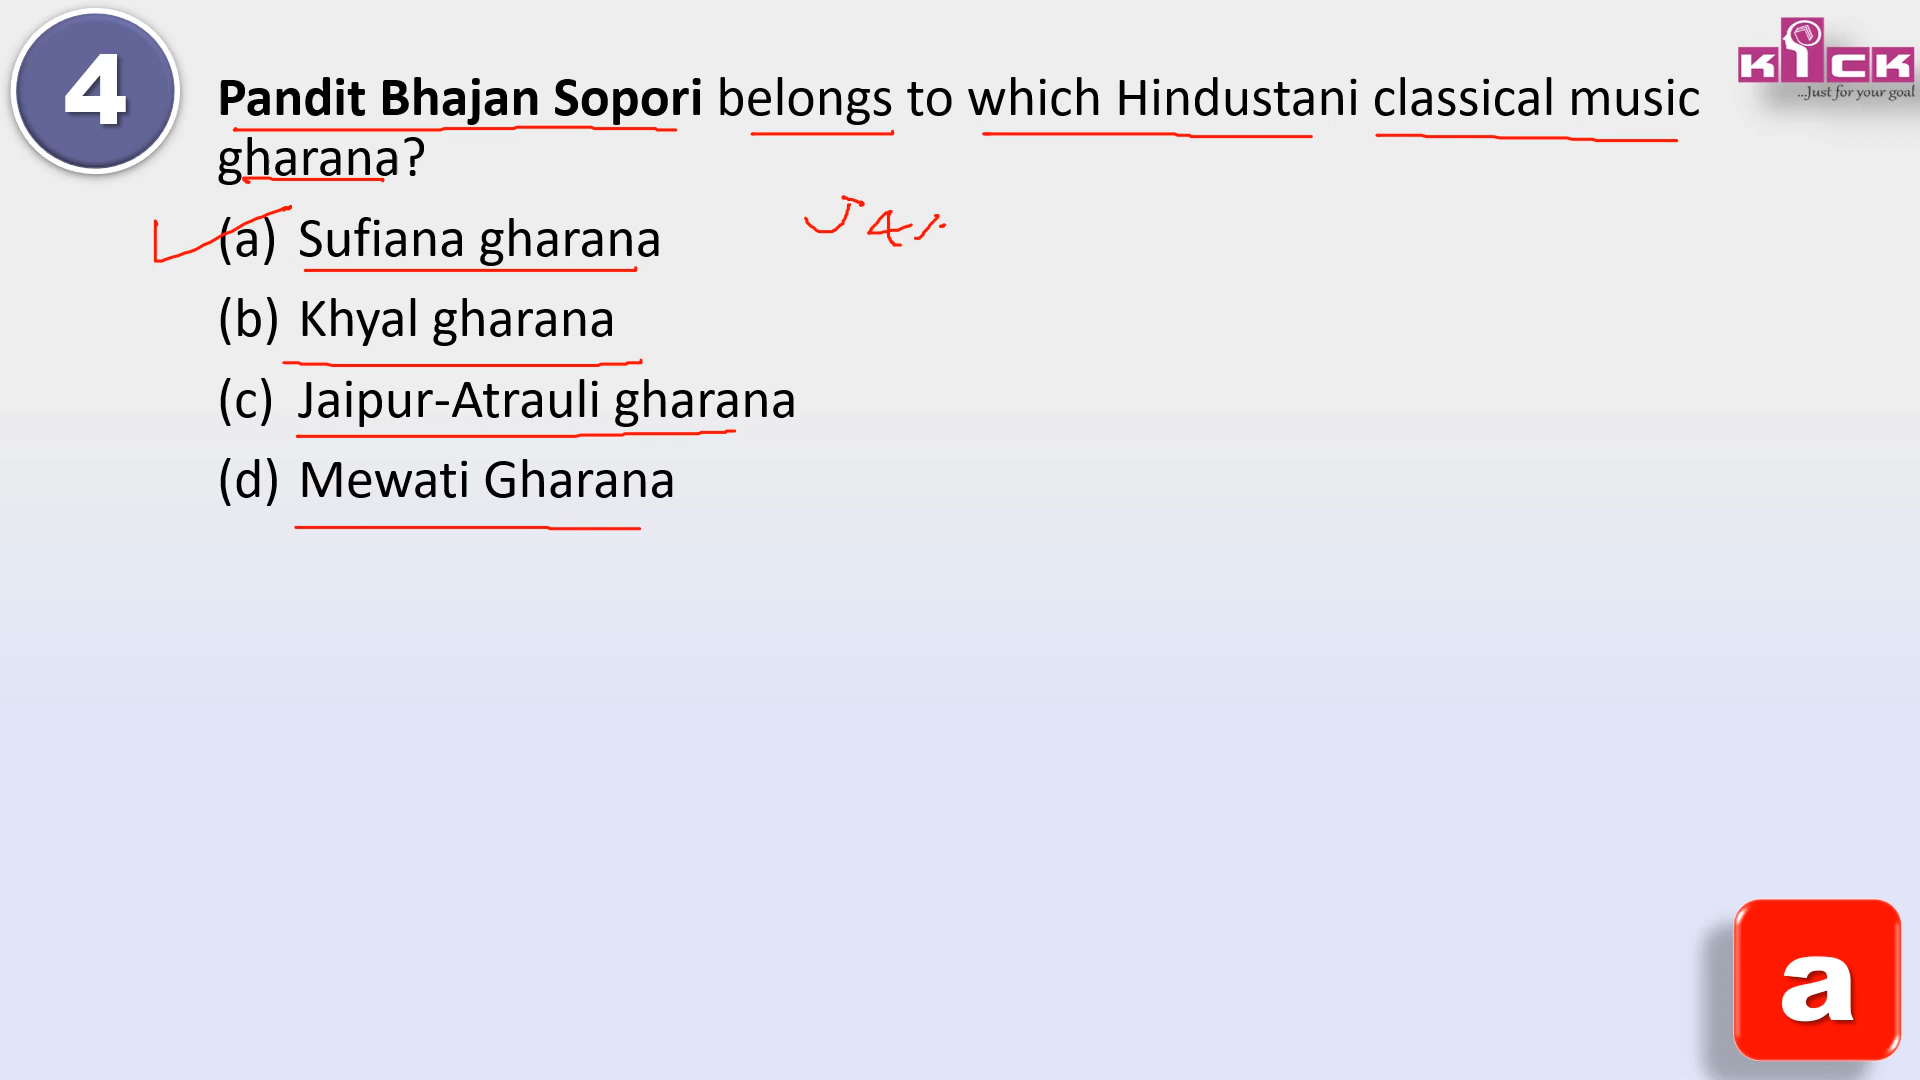 4
Pandit Bhajan Sopori belongs to which Hindustani classical music
gharana?
(a) Sufiana gharana
J4K
(b) Khyal gharana
(c) Jaipur-Atrauli gharana
(d) Mewati Gharana
KICK
...Just for your goal
a